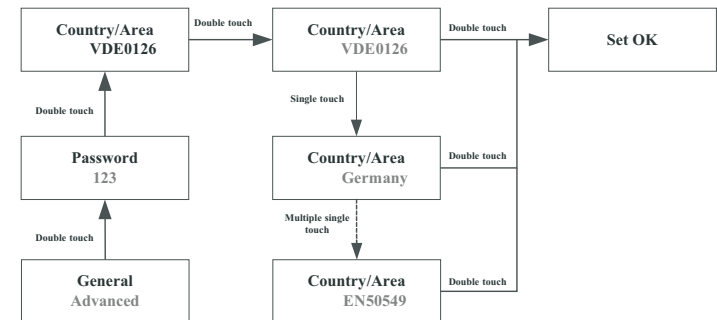 Country/Area
VDE0126
Double touch
Country/Area
VDE0126
Double touch
Set OK
Double touch
Single touch
Password
123
Country/Area
Germany
Double touch
Double touch
Multiple single
touch
General
Advanced
Country/Area
EN50549
Double touch